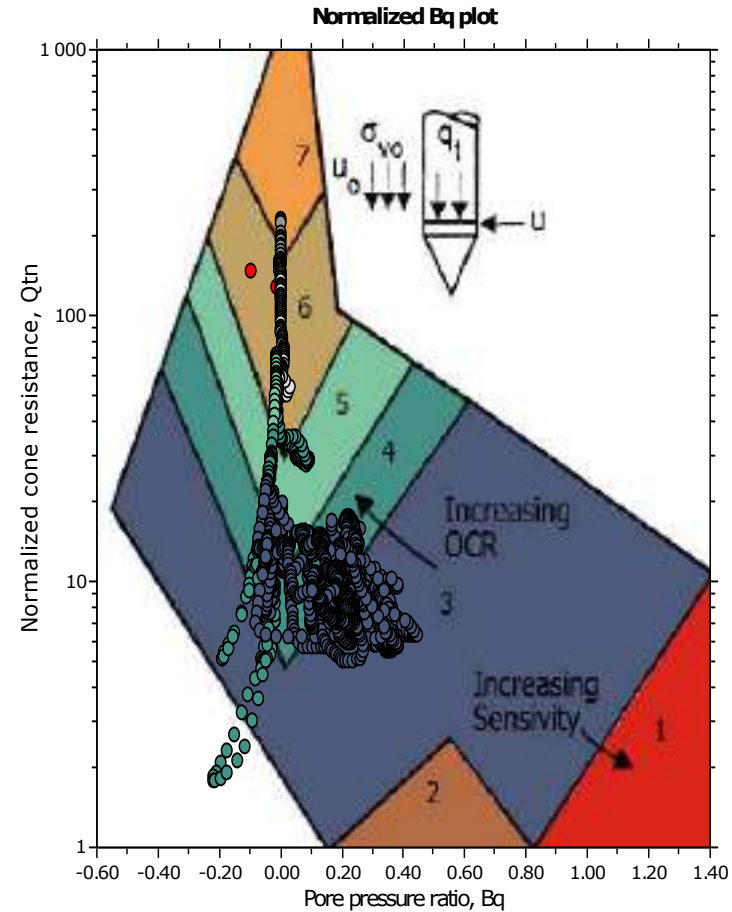 Normalized Bq plot
1 000
100
10
1
Normalized cone resistance, Qtn
7
6
5
4
3
2
1
σvo
uo
qt
u
Increasing
OCR
Increasing
Sensivity
-0.60 -0.40 -0.20 0.00 0.20 0.40 0.60 0.80 1.00 1.20 1.40
Pore pressure ratio, Bq